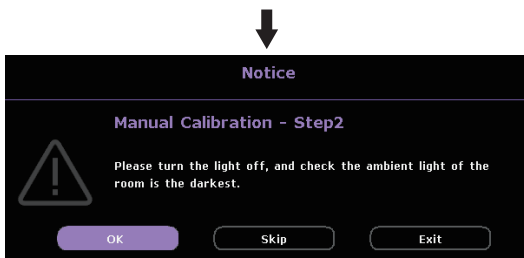 Notice
Manual Calibration - Step2
Please turn the light off, and check the ambient light of the
room is the darkest.
OK Skip Exit